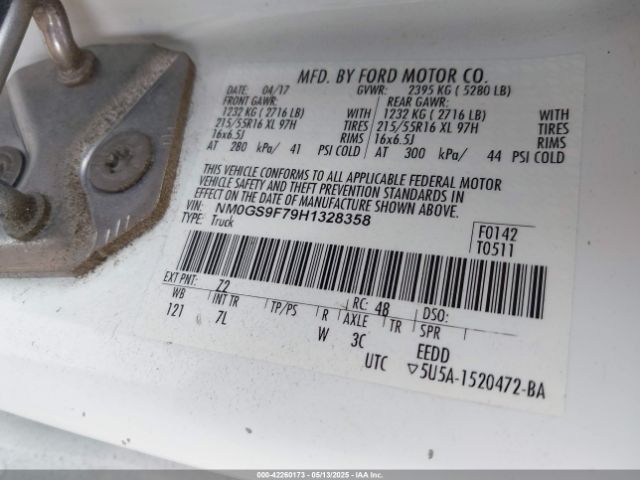 MFD. BY FORD MOTOR CO.
DATE: 04/17 GVWR: 2395 KG ( 5280 LB)
FRONT GAWR: REAR GAWR:
1232 KG ( 2716 LB) WITH 1232 KG ( 2716 LB) WITH
215/55R16 XL 97H TIRES 215/55R16 XL 97H TIRES
16x6.5J RIMS 16x6.5J RIMS
AT 280 kPa/ 41 PSI COLD AT 300 kPa/ 44 PSI COLD
THIS VEHICLE CONFORMS TO ALL APPLICABLE FEDERAL MOTOR
VEHICLE SAFETY AND THEFT PREVENTION STANDARDS IN
EFFECT ON THE DATE OF MANUFACTURE SHOWN ABOVE.
VIN: NM0GS9F79H1328358
TYPE: Truck
F0142
T0511
EXT PNT: Z2 RC: 48 DSO:
WB INT TR TP/PS R AXLE TR SPR
121 7L W 3C EEDD
UTC ▽5U5A-1520472-BA
000-42260173 - 05/13/2025 - IAAI Copyright